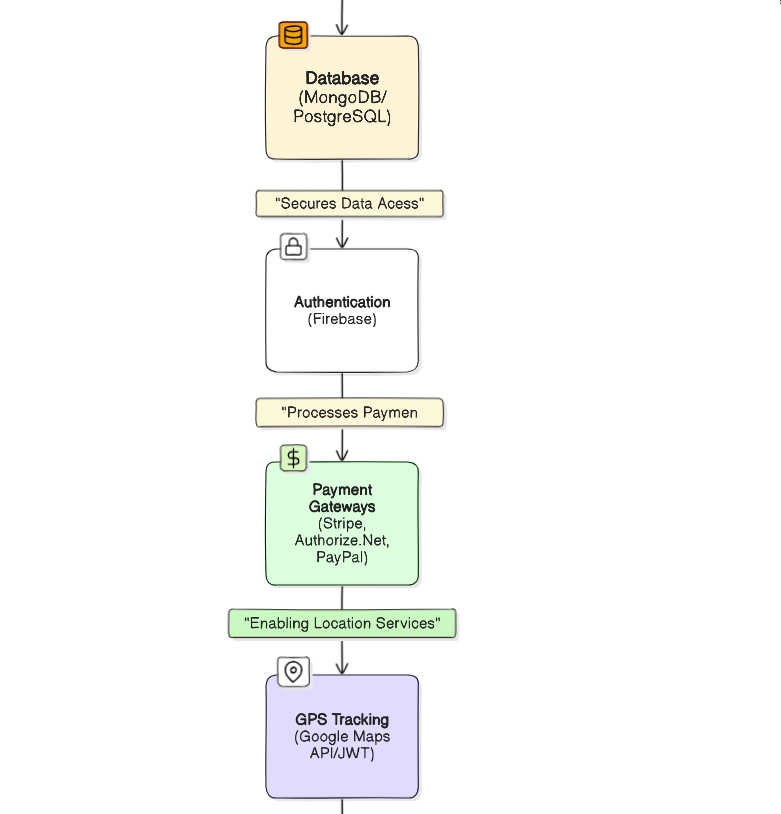 Database
(MongoDB/
PostgreSQL)
"Secures Data Acess"
Authentication
(Firebase)
"Processes Paymen
$
Payment
Gateways
(Stripe,
Authorize.Net,
PayPal)
"Enabling Location Services"
GPS Tracking
(Google Maps
API/JWT)